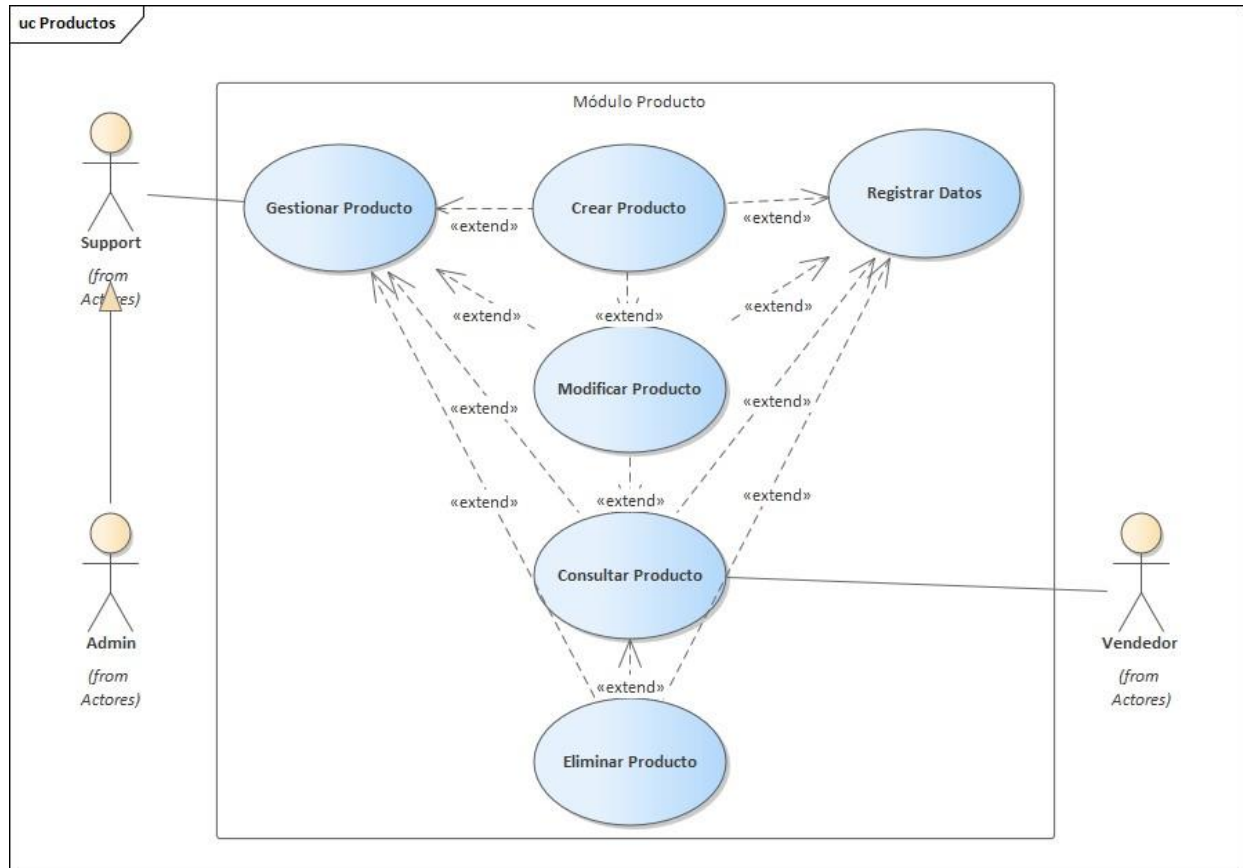 uc Productos
Módulo Producto
Gestionar Producto
Crear Producto
Registrar Datos
«extend»
«extend»
Support
(from
Actores)
«extend»
«extend»
«extend»
Modificar Producto
«extend»
«extend»
«extend»
«extend»
«extend»
Consultar Producto
Admin
(from
Actores)
Vendedor
(from
Actores)
«extend»
Eliminar Producto